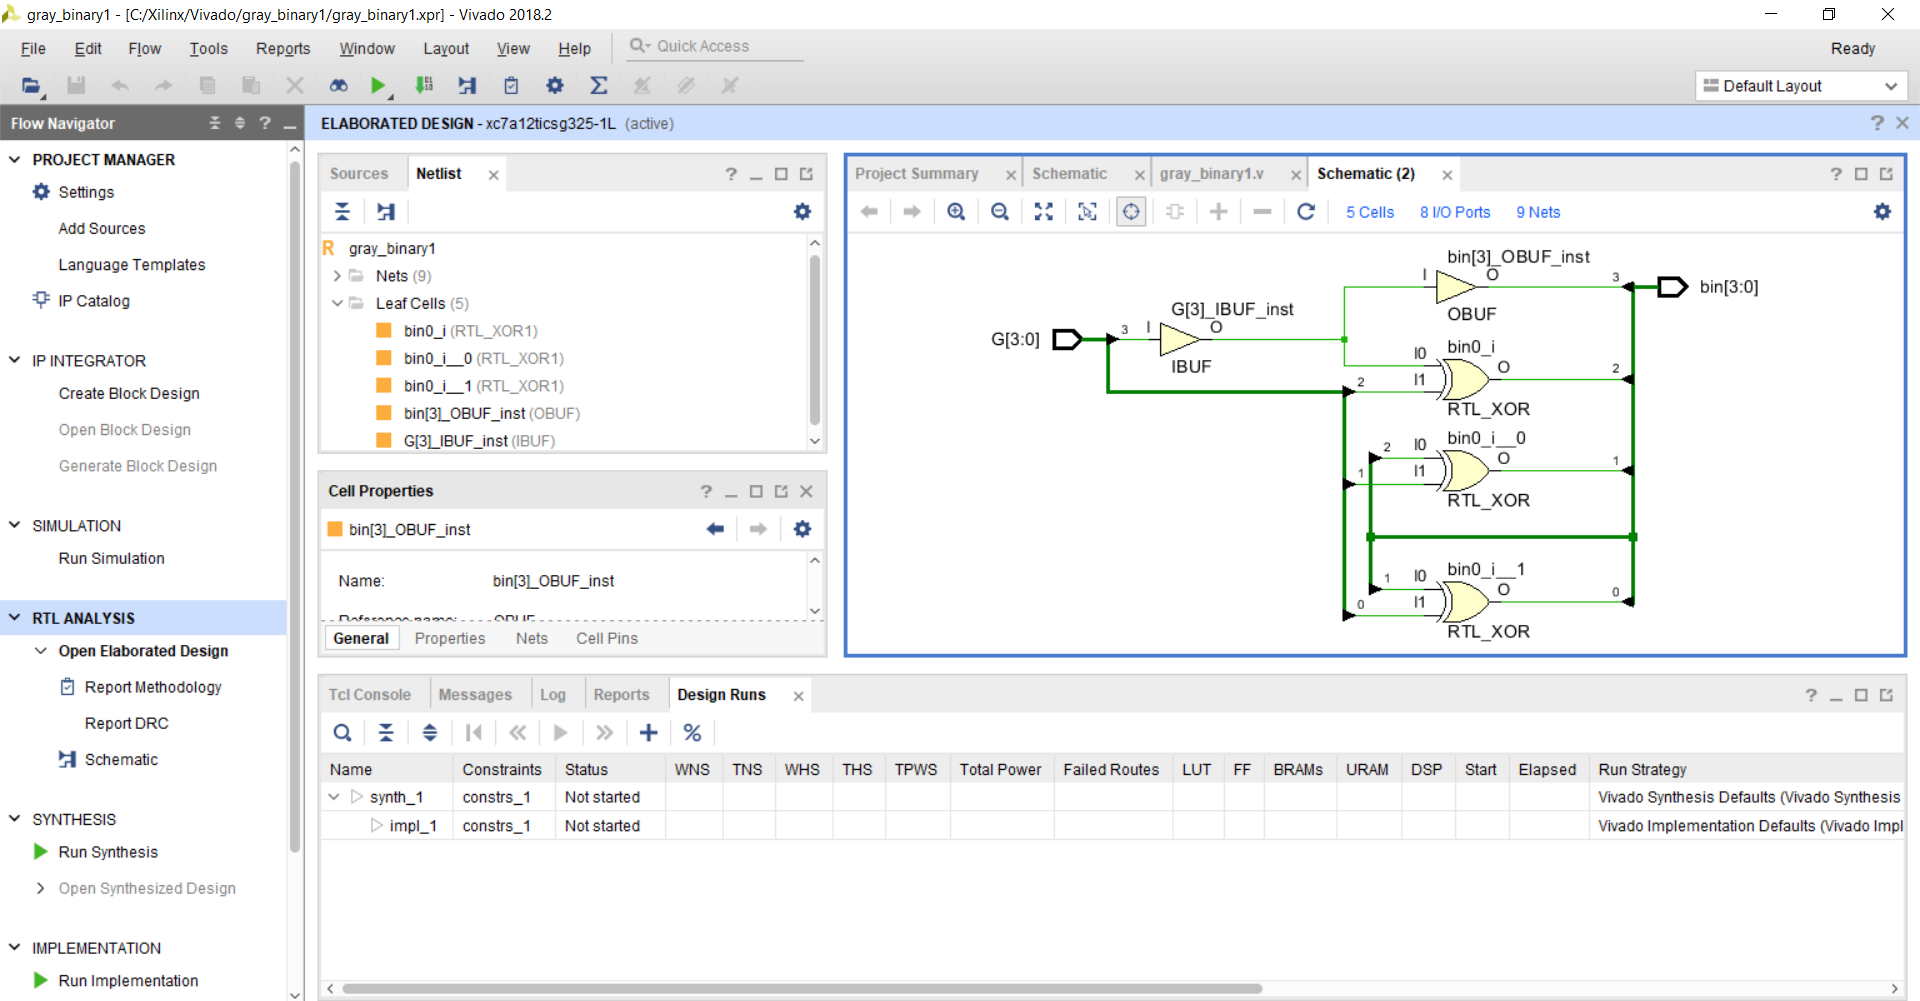 gray_binary1 - [C:/Xilinx/Vivado/gray_binary1/gray_binary1.xpr] - Vivado 2018.2
File Edit Flow Tools Reports Window Layout View Help Quick Access Ready
Default Layout
Flow Navigator
ELABORATED DESIGN - xc7a12ticsg325-1L (active)
PROJECT MANAGER
Settings
Add Sources
Language Templates
IP Catalog
IP INTEGRATOR
Create Block Design
Open Block Design
Generate Block Design
SIMULATION
Run Simulation
RTL ANALYSIS
Open Elaborated Design
Report Methodology
Report DRC
Schematic
SYNTHESIS
Run Synthesis
Open Synthesized Design
IMPLEMENTATION
Run Implementation
Sources Netlist
R gray_binary1
Nets (9)
Leaf Cells (5)
bin0_i (RTL_XOR1)
bin0_i__0 (RTL_XOR1)
bin0_i__1 (RTL_XOR1)
bin[3]_OBUF_inst (OBUF)
G[3]_IBUF_inst (IBUF)
Cell Properties
bin[3]_OBUF_inst
Name: bin[3]_OBUF_inst
Reference name: OBUF
General Properties Nets Cell Pins
Project Summary Schematic gray_binary1.v Schematic (2)
5 Cells 8 I/O Ports 9 Nets
bin[3]_OBUF_inst
I O 3
bin[3:0]
OBUF
G[3]_IBUF_inst
G[3:0] 3 I O
IBUF
bin0_i
I0 O 2
2 I1
RTL_XOR
bin0_i__0
2 I0 O 1
1 I1
RTL_XOR
bin0_i__1
1 I0 O 0
0 I1
RTL_XOR
Tcl Console Messages Log Reports Design Runs
Name Constraints Status WNS TNS WHS THS TPWS Total Power Failed Routes LUT FF BRAMs URAM DSP Start Elapsed Run Strategy
synth_1 constrs_1 Not started Vivado Synthesis Defaults (Vivado Synthesis
impl_1 constrs_1 Not started Vivado Implementation Defaults (Vivado Impl